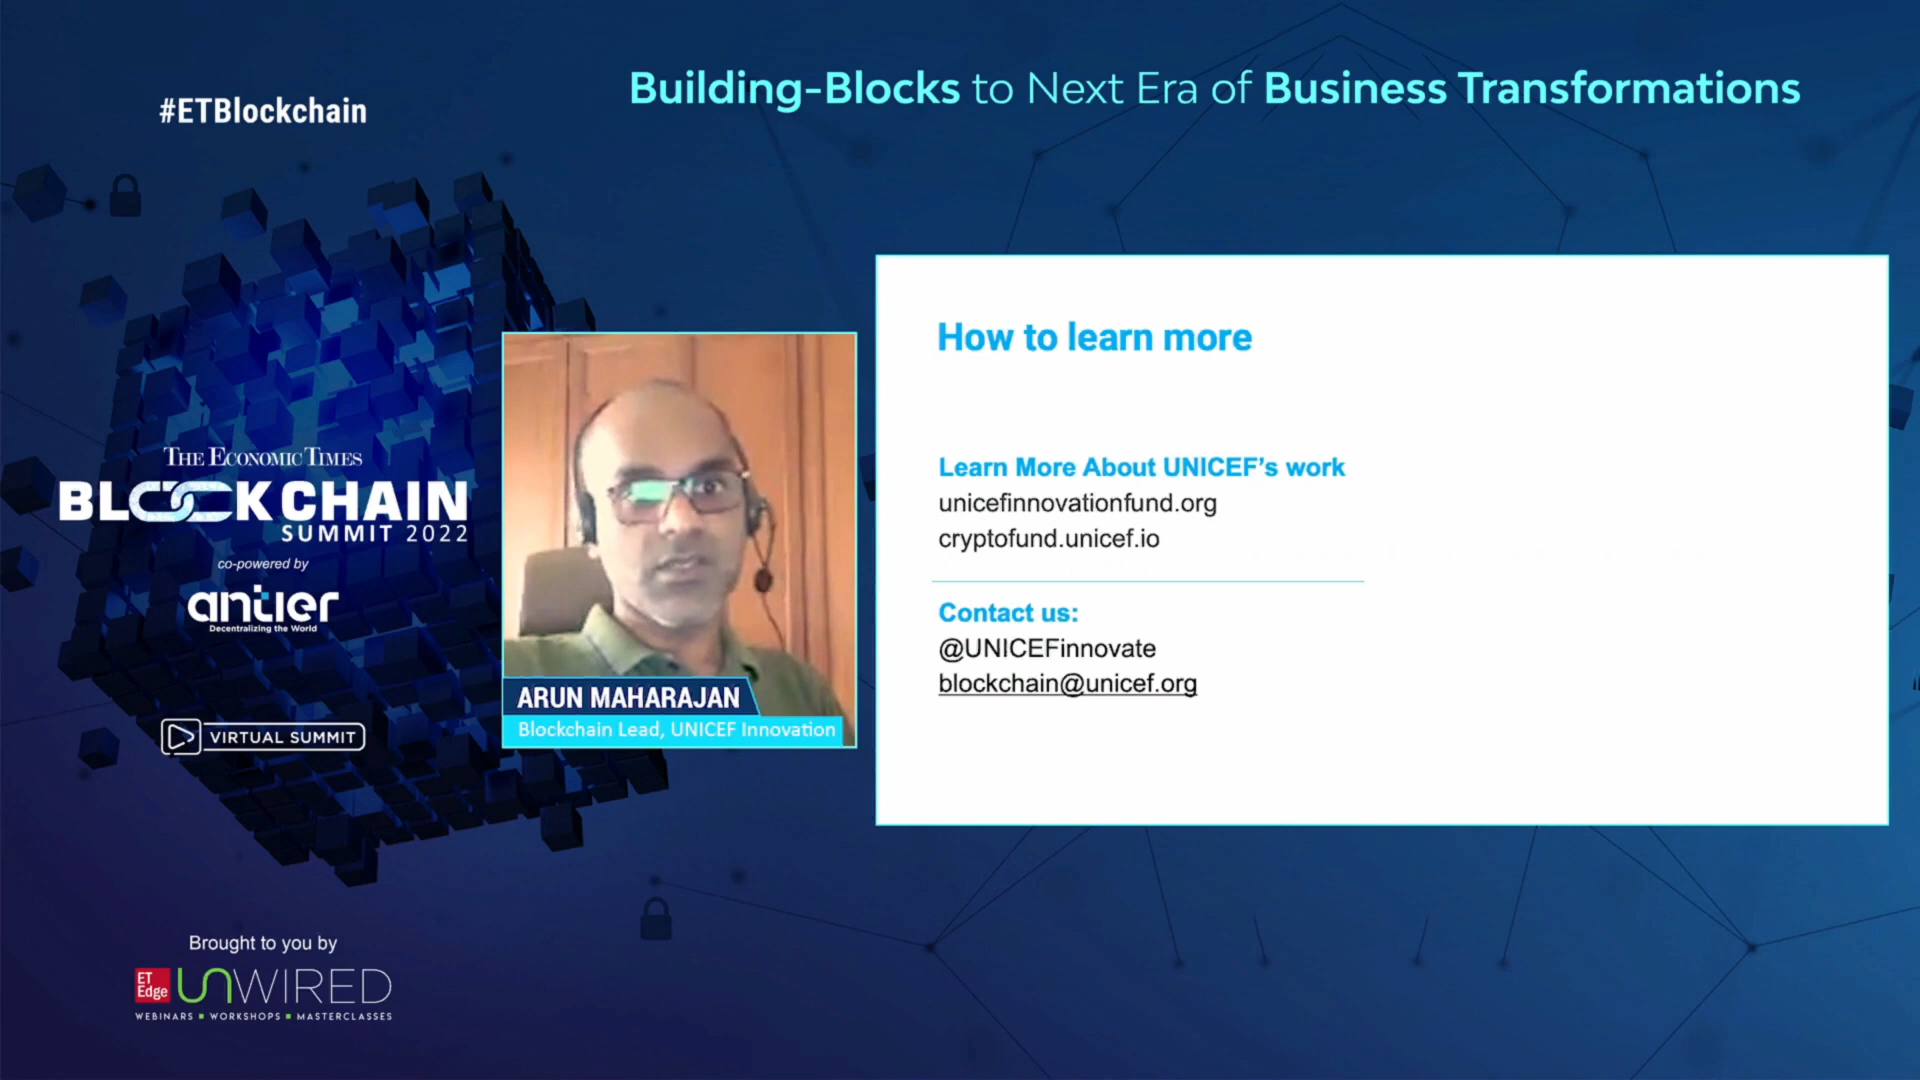 #ETBlockchain
Building-Blocks to Next Era of Business Transformations
THE ECONOMIC TIMES
BLOCKCHAIN
SUMMIT 2022
co-powered by
antier
Decentralizing the World
VIRTUAL SUMMIT
Brought to you by
ET
Edge
UNWIRED
WEBINARS ▪ WORKSHOPS ▪ MASTERCLASSES
ARUN MAHARAJAN
Blockchain Lead, UNICEF Innovation
How to learn more
Learn More About UNICEF’s work
unicefinnovationfund.org
cryptofund.unicef.io
Contact us:
@UNICEFinnovate
blockchain@unicef.org